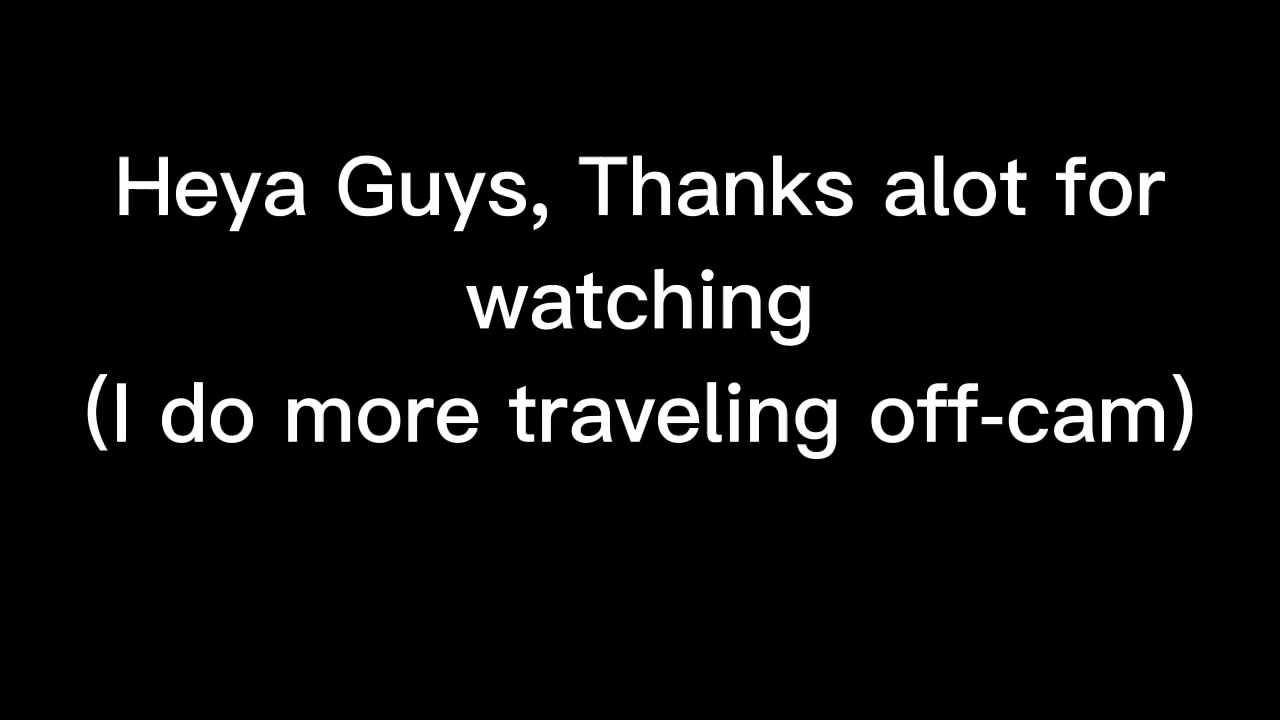 Heya Guys, Thanks alot for
watching
(I do more traveling off-cam)